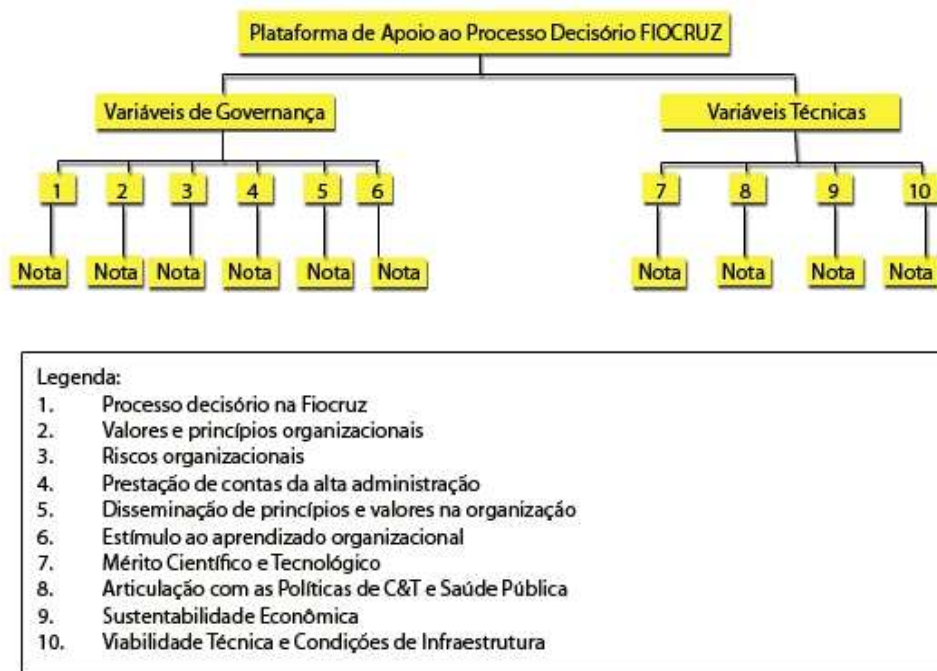 Plataforma de Apoio ao Processo Decisório FIOCRUZ
Variáveis de Governança
Variáveis Técnicas
1 2 3 4 5 6 7 8 9 10
Nota Nota Nota Nota Nota Nota Nota Nota Nota Nota
Legenda:
1. Processo decisório na Fiocruz
2. Valores e princípios organizacionais
3. Riscos organizacionais
4. Prestação de contas da alta administração
5. Disseminação de princípios e valores na organização
6. Estímulo ao aprendizado organizacional
7. Mérito Científico e Tecnológico
8. Articulação com as Políticas de C&T e Saúde Pública
9. Sustentabilidade Econômica
10. Viabilidade Técnica e Condições de Infraestrutura